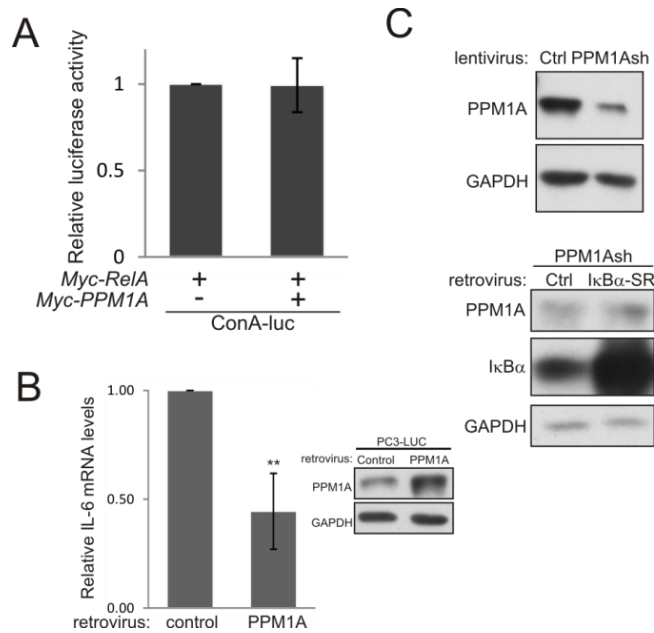 A
Relative luciferase activity
1
0.5
0
Myc-RelA + +
Myc-PPM1A - +
ConA-luc
B
Relative IL-6 mRNA levels
1.00
0.50
0.00
**
retrovirus: control PPM1A
PC3-LUC
retrovirus: Control PPM1A
PPM1A
GAPDH
C
lentivirus: Ctrl PPM1Ash
PPM1A
GAPDH
PPM1Ash
retrovirus: Ctrl IκBα-SR
PPM1A
IκBα
GAPDH